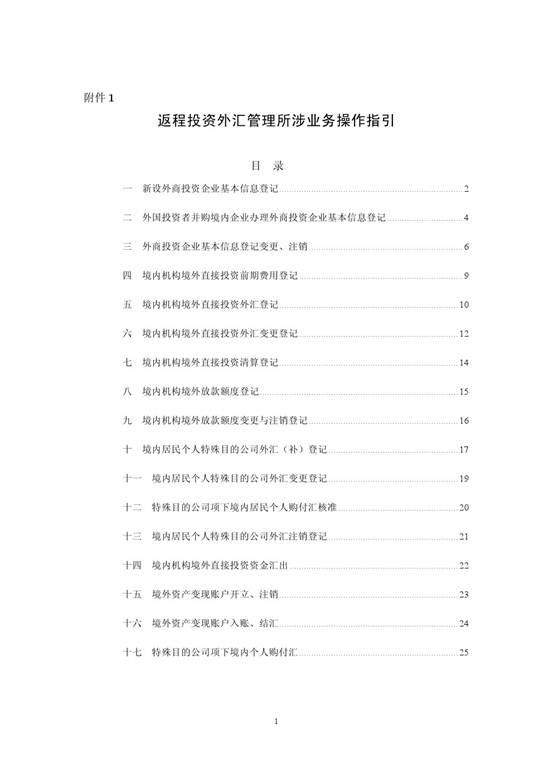 附件 1
返程投资外汇管理所涉业务操作指引
目 录
一 新设外商投资企业基本信息登记 2
二 外国投资者并购境内企业办理外商投资企业基本信息登记 4
三 外商投资企业基本信息登记变更、注销 6
四 境内机构境外直接投资前期费用登记 9
五 境内机构境外直接投资外汇登记 10
六 境内机构境外直接投资外汇变更登记 12
七 境内机构境外直接投资清算登记 14
八 境内机构境外放款额度登记 15
九 境内机构境外放款额度变更与注销登记 16
十 境内居民个人特殊目的公司外汇（补）登记 17
十一 境内居民个人特殊目的公司外汇变更登记 19
十二 特殊目的公司项下境内居民个人购付汇核准 20
十三 境内居民个人特殊目的公司外汇注销登记 21
十四 境内机构境外直接投资资金汇出 22
十五 境外资产变现账户开立、注销 23
十六 境外资产变现账户入账、结汇 24
十七 特殊目的公司项下境内个人购付汇 25
1